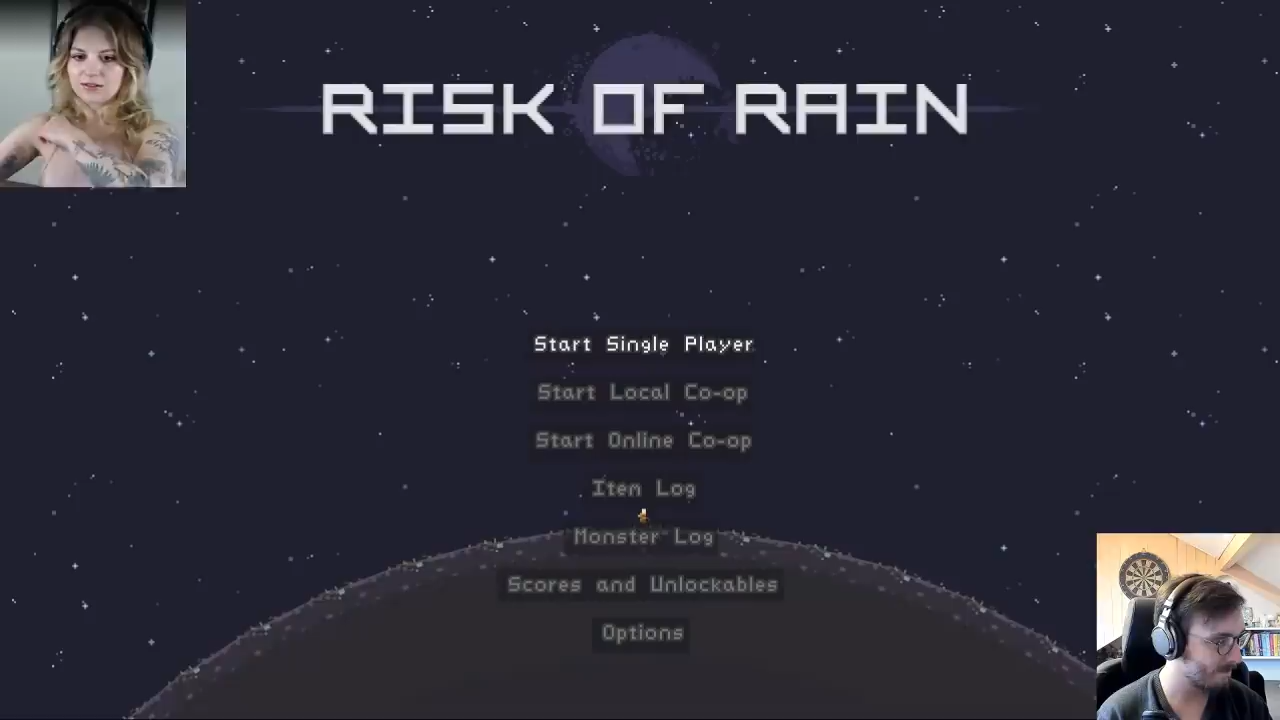 RISK OF RAIN
Start Single Player
Start Local Co-op
Start Online Co-op
Item Log
Monster Log
Scores and Unlockables
Options